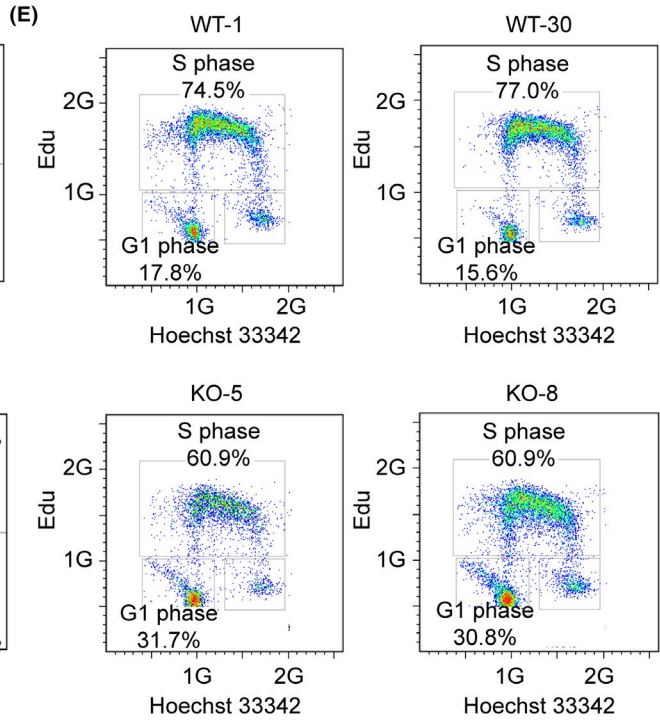 (E)
WT-1
S phase
74.5%
2G
1G
Edu
G1 phase
17.8%
1G 2G
Hoechst 33342
WT-30
S phase
77.0%
2G
1G
Edu
G1 phase
15.6%
1G 2G
Hoechst 33342
KO-5
S phase
60.9%
2G
1G
Edu
G1 phase
31.7%
1G 2G
Hoechst 33342
KO-8
S phase
60.9%
2G
1G
Edu
G1 phase
30.8%
1G 2G
Hoechst 33342